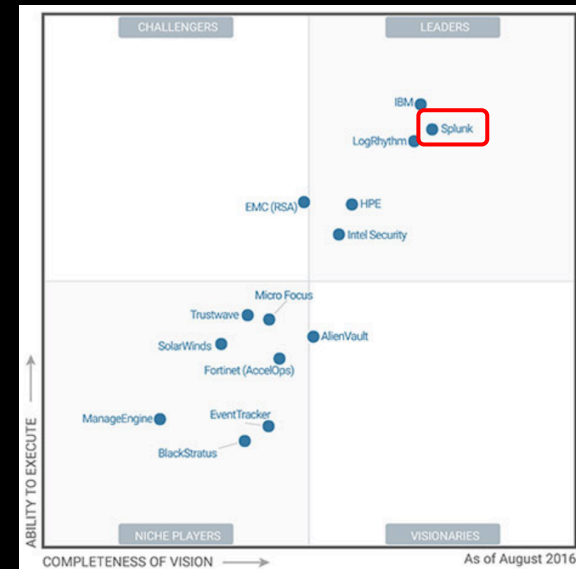 CHALLENGERS
LEADERS
IBM
Splunk
LogRhythm
EMC (RSA)
HPE
Intel Security
Micro Focus
Trustwave
AlienVault
SolarWinds
Fortinet (AccelOps)
ManageEngine
EventTracker
BlackStratus
ABILITY TO EXECUTE
NICHE PLAYERS
VISIONARIES
COMPLETENESS OF VISION
As of August 2016